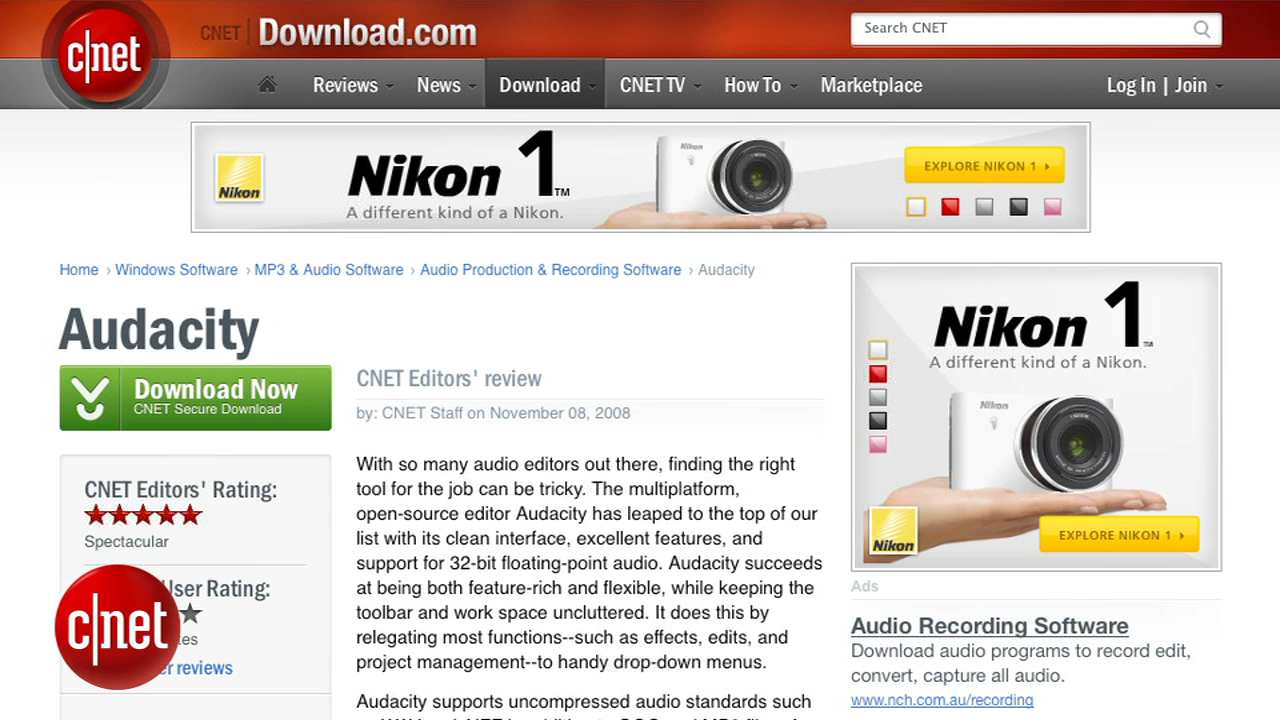 c|net
CNET | Download.com
Search CNET
Reviews News Download CNET TV How To Marketplace Log In | Join
Nikon
Nikon 1 TM
A different kind of a Nikon.
Nikon
EXPLORE NIKON 1
Home › Windows Software › MP3 & Audio Software › Audio Production & Recording Software › Audacity
Audacity
Download Now
CNET Secure Download
CNET Editors' Rating:
Spectacular
User Rating:
reviews
c|net
CNET Editors' review
by: CNET Staff on November 08, 2008
With so many audio editors out there, finding the right
tool for the job can be tricky. The multiplatform,
open-source editor Audacity has leaped to the top of our
list with its clean interface, excellent features, and
support for 32-bit floating-point audio. Audacity succeeds
at being both feature-rich and flexible, while keeping the
toolbar and work space uncluttered. It does this by
relegating most functions--such as effects, edits, and
project management--to handy drop-down menus.
Audacity supports uncompressed audio standards such
Nikon 1 TM
A different kind of a Nikon.
Nikon
Nikon
EXPLORE NIKON 1
Ads
Audio Recording Software
Download audio programs to record edit,
convert, capture all audio.
www.nch.com.au/recording